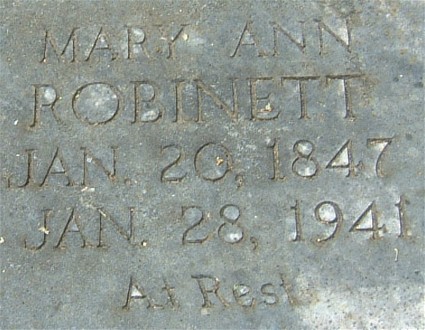 MARY ANN
ROBINETT
JAN. 20, 1847
JAN. 28, 1941
At Rest